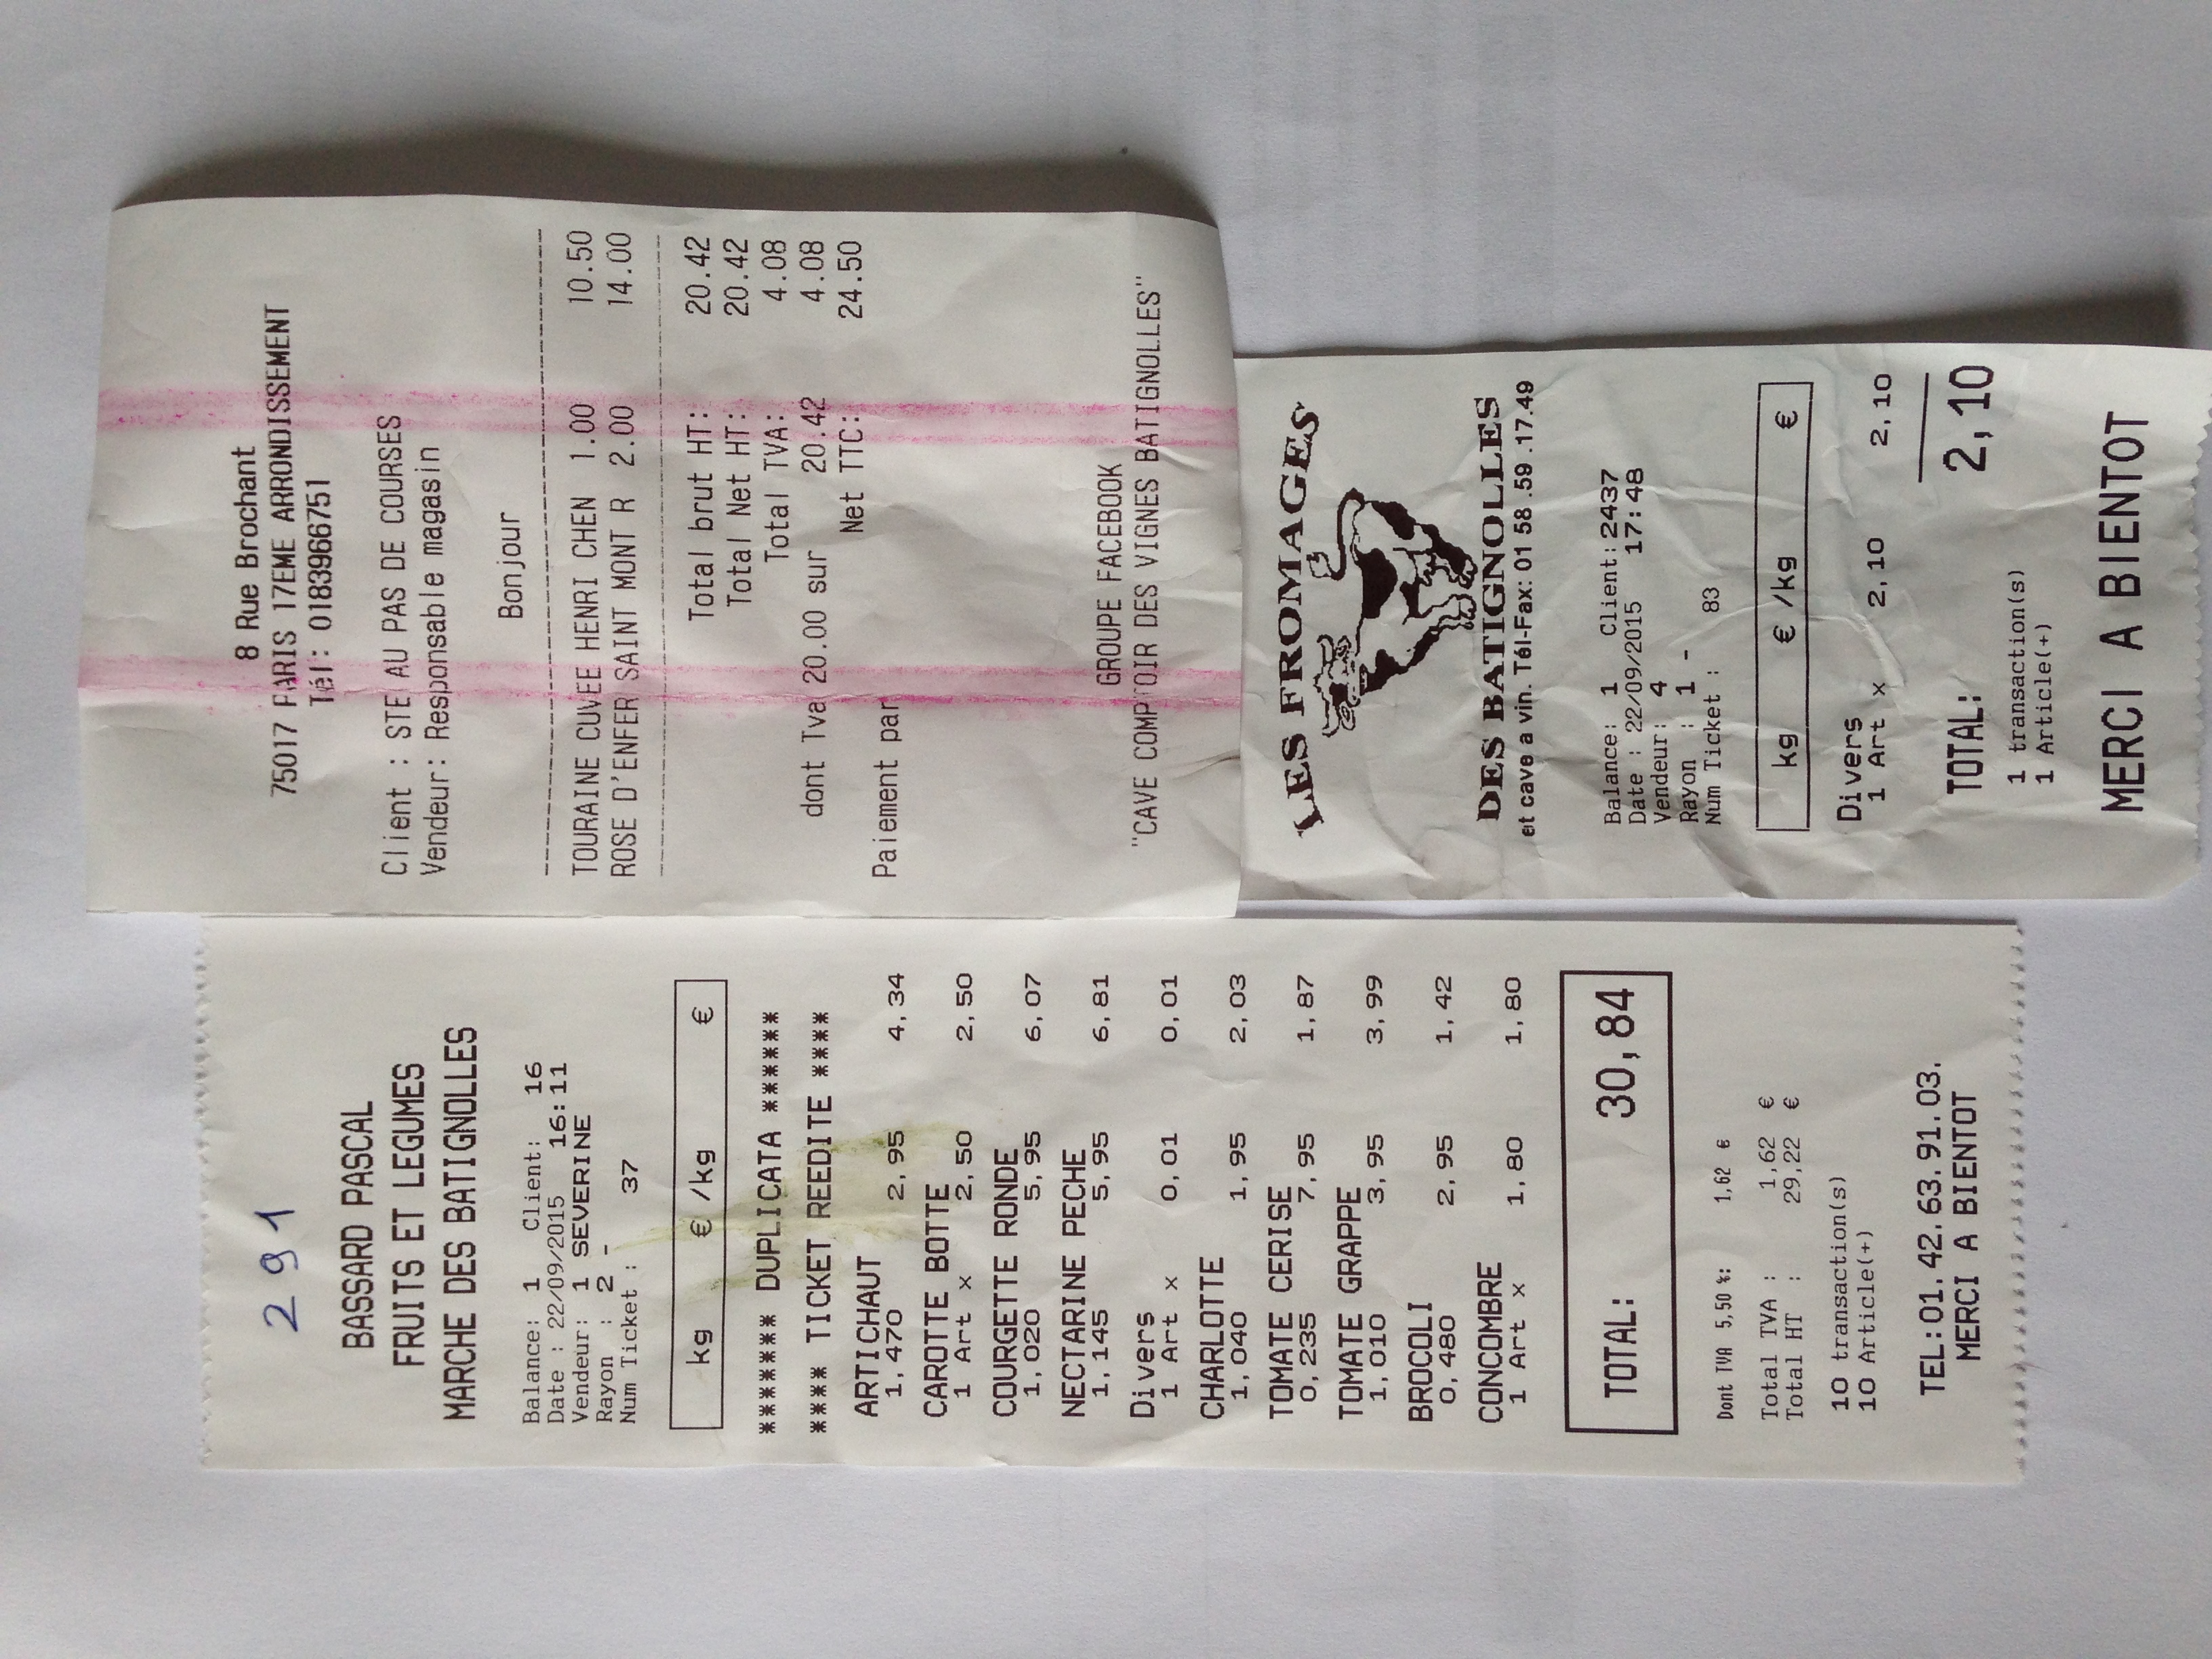 291
BASSARD PASCAL
FRUITS ET LEGUMES
MARCHE DES BATIGNOLLES
Balance: 1 Client: 16
Date : 22/09/2015 16:11
Vendeur: 1 SEVERINE
Rayon : 2 -
Num Ticket : 37
kg € /kg €
******* DUPLICATA ******
**** TICKET REEDITE ****
ARTICHAUT
1,470 2,95 4,34
CAROTTE BOTTE
1 Art x 2,50 2,50
COURGETTE RONDE
1,020 5,95 6,07
NECTARINE PECHE
1,145 5,95 6,81
Divers
1 Art x 0,01 0,01
CHARLOTTE
1,040 1,95 2,03
TOMATE CERISE
0,235 7,95 1,87
TOMATE GRAPPE
1,010 3,95 3,99
BROCOLI
0,480 2,95 1,42
CONCOMBRE
1 Art x 1,80 1,80
TOTAL: 30,84
Dont TVA 5,50 %: 1,62 €
Total TVA : 1,62 €
Total HT : 29,22 €
10 transaction(s)
10 Article(+)
TEL:01.42.63.91.03.
MERCI A BIENTOT
8 Rue Brochant
75017 PARIS 17EME ARRONDISSEMENT
Tél: 0183966751
Client : STE AU PAS DE COURSES
Vendeur: Responsable magasin
Bonjour
TOURAINE CUVEE HENRI CHEN 1.00 10.50
ROSE D'ENFER SAINT MONT R 2.00 14.00
Total brut HT: 20.42
Total Net HT: 20.42
Total TVA: 4.08
dont Tva 20.00 sur 20.42 4.08
Net TTC: 24.50
Paiement par
GROUPE FACEBOOK
"CAVE COMPTOIR DES VIGNES BATIGNOLLES"
LES FROMAGES
DES BATIGNOLLES
et cave a vin. Tél-Fax: 01 58 .59 .17.49
Balance: 1 Client: 2437
Date : 22/09/2015 17:48
Vendeur: 4
Rayon : 1 -
Num Ticket : 83
kg € /kg €
Divers
1 Art x 2,10 2,10
TOTAL: 2,10
1 transaction(s)
1 Article(+)
MERCI A BIENTOT